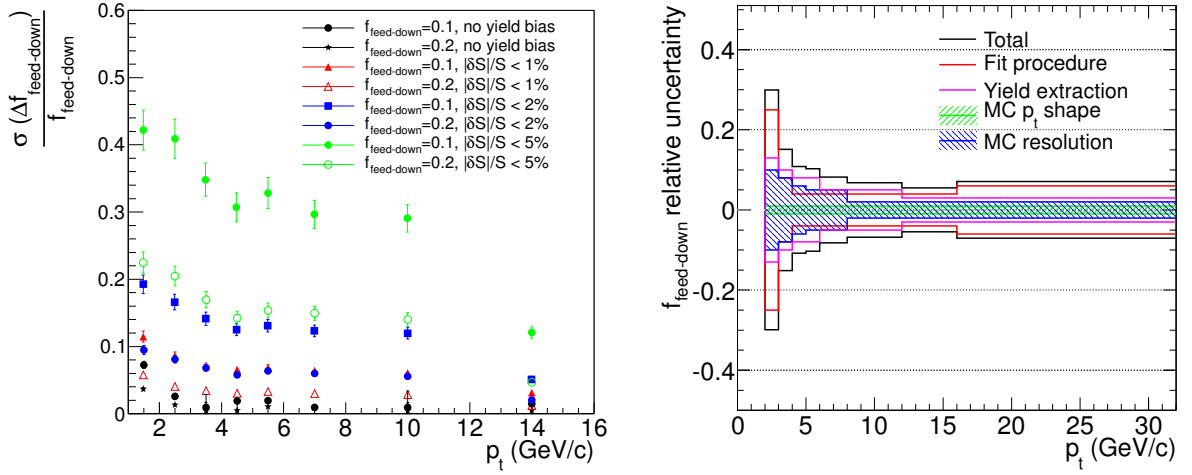 σ (Δf_feed-down)
f_feed-down
0.6
0.5
0.4
0.3
0.2
0.1
0
f_feed-down=0.1, no yield bias
f_feed-down=0.2, no yield bias
f_feed-down=0.1, |δS|/S < 1%
f_feed-down=0.2, |δS|/S < 1%
f_feed-down=0.1, |δS|/S < 2%
f_feed-down=0.2, |δS|/S < 2%
f_feed-down=0.1, |δS|/S < 5%
f_feed-down=0.2, |δS|/S < 5%
2 4 6 8 10 12 14 16
p_t (GeV/c)
f_feed-down relative uncertainty
0.4
0.2
0
-0.2
-0.4
Total
Fit procedure
Yield extraction
MC p_t shape
MC resolution
0 5 10 15 20 25 30
p_t (GeV/c)